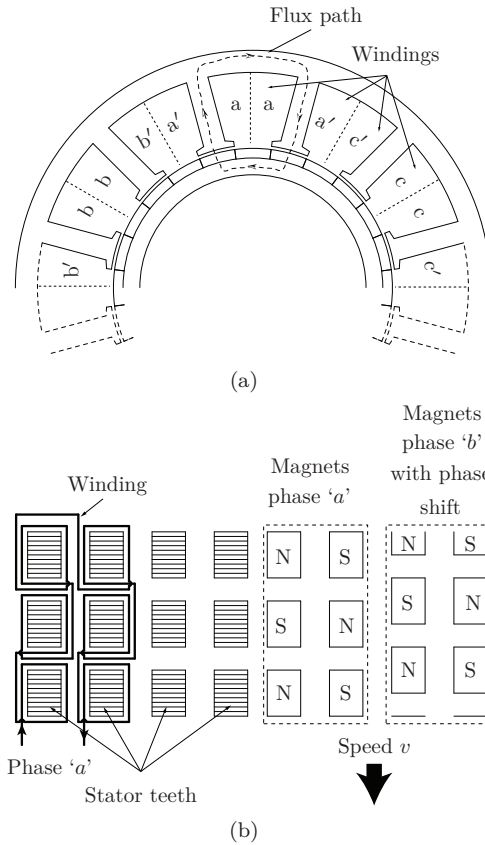 Flux path
Windings
a a
b′ a′
a′ c′
b b
c c
b′
c′
(a)
Magnets
phase ‘b’
with phase
shift
Magnets
phase ‘a’
Winding
N S
N S
S N
S N
N S
S N
N S
Phase ‘a’
Stator teeth
Speed v
(b)